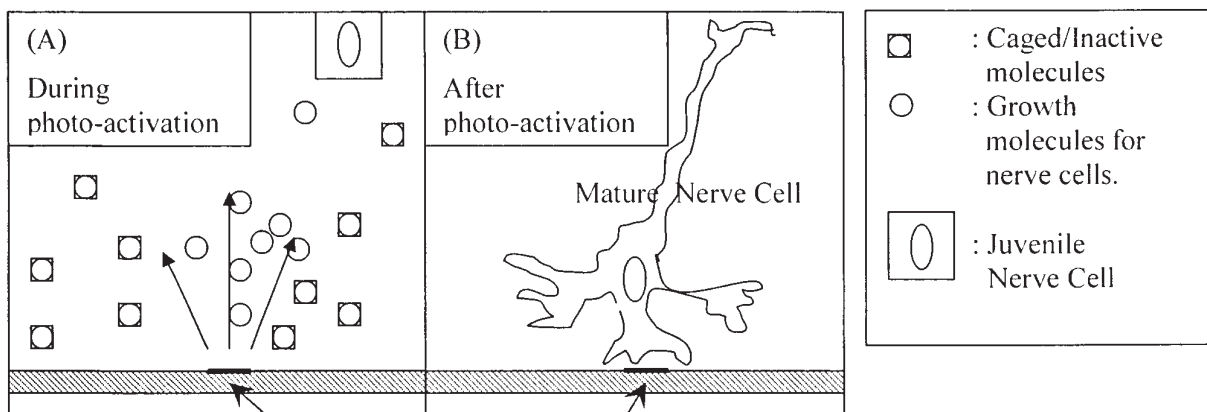 (A)
During
photo-activation
(B)
After
photo-activation
Mature Nerve Cell
: Caged/Inactive
molecules
: Growth
molecules for
nerve cells.
: Juvenile
Nerve Cell